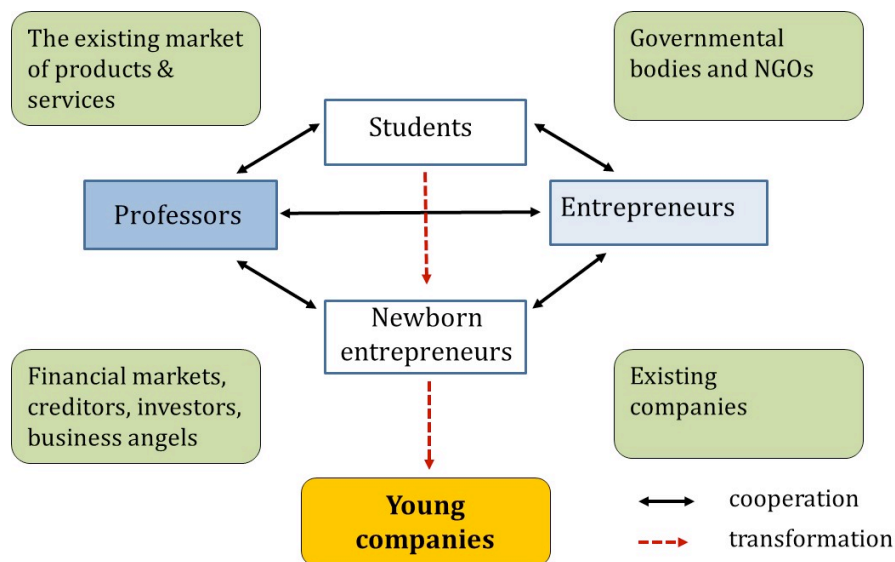 The existing market
of products &
services
Governmental
bodies and NGOs
Students
Professors
Entrepreneurs
Newborn
entrepreneurs
Financial markets,
creditors, investors,
business angels
Existing
companies
Young
companies
cooperation
transformation